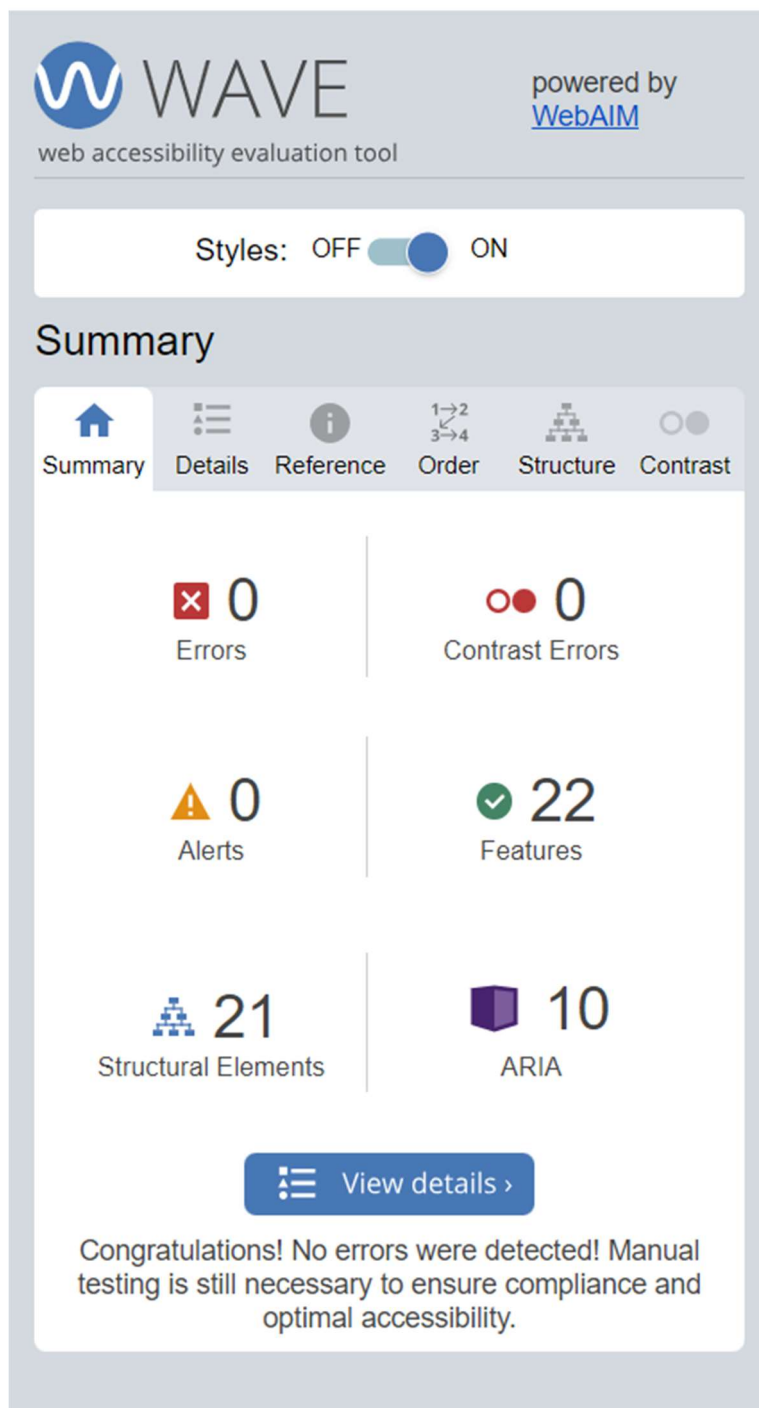 WAVE
powered by
WebAIM
web accessibility evaluation tool
Styles: OFF ON
Summary
1→2
3→4
Summary Details Reference Order Structure Contrast
0 0
Errors Contrast Errors
0 22
Alerts Features
21 10
Structural Elements ARIA
View details ›
Congratulations! No errors were detected! Manual
testing is still necessary to ensure compliance and
optimal accessibility.